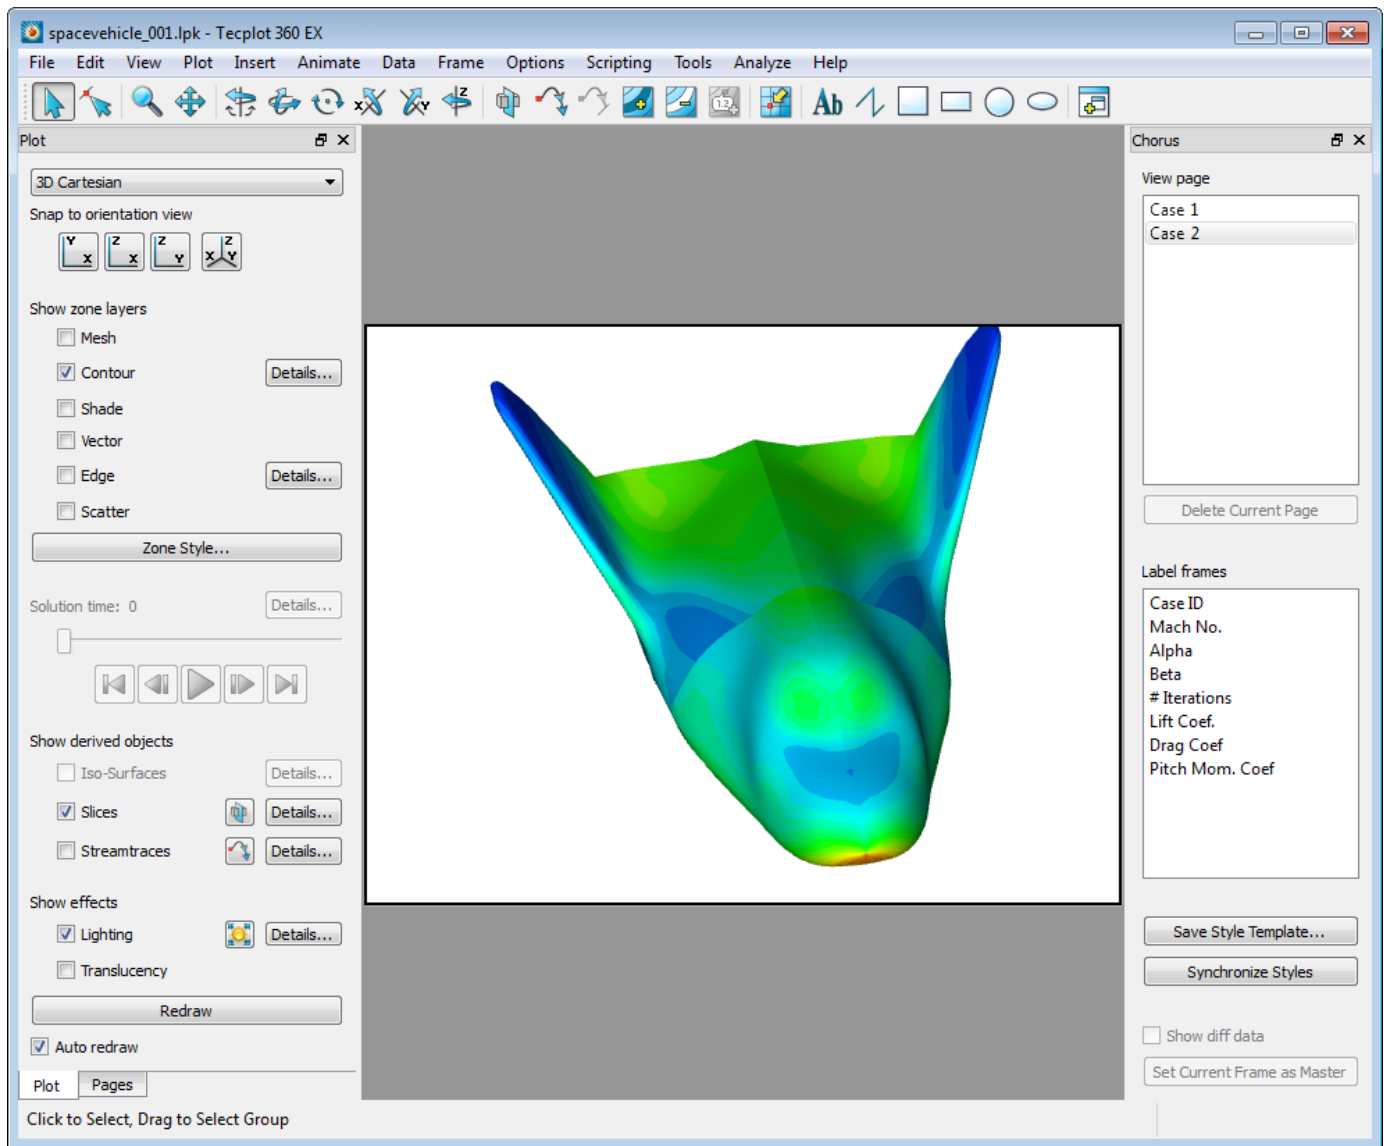 spacevehicle_001.lpk - Tecplot 360 EX
File Edit View Plot Insert Animate Data Frame Options Scripting Tools Analyze Help
Z X Y Z 1.2 Ab
Plot
3D Cartesian
Snap to orientation view
Y X Z X Z Y Z X Y
Show zone layers
Mesh
Contour Details...
Shade
Vector
Edge Details...
Scatter
Zone Style...
Solution time: 0 Details...
Show derived objects
Iso-Surfaces Details...
Slices Details...
Streamtraces Details...
Show effects
Lighting Details...
Translucency
Redraw
Auto redraw
Plot Pages
Click to Select, Drag to Select Group
Chorus
View page
Case 1
Case 2
Delete Current Page
Label frames
Case ID
Mach No.
Alpha
Beta
# Iterations
Lift Coef.
Drag Coef
Pitch Mom. Coef
Save Style Template...
Synchronize Styles
Show diff data
Set Current Frame as Master